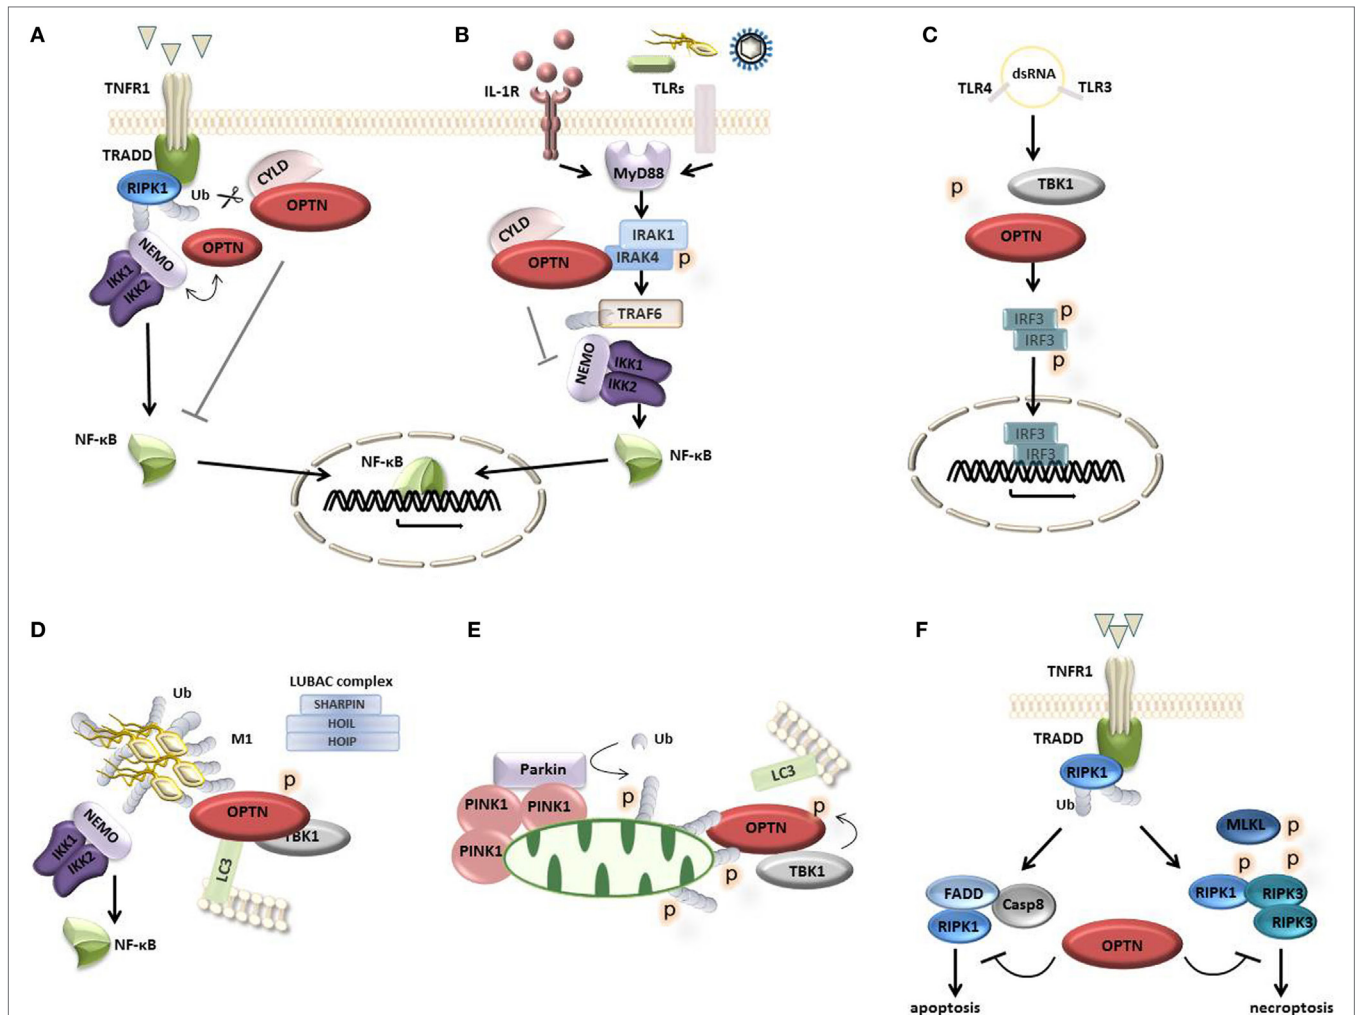 A
TNFR1
TRADD
RIPK1
Ub
CYLD
OPTN
OPTN
NEMO
IKK1
IKK2
NF-κB
NF-κB
B
IL-1R
TLRs
MyD88
CYLD
OPTN
IRAK1
IRAK4
p
TRAF6
NEMO
IKK1
IKK2
NF-κB
C
dsRNA
TLR4
TLR3
p
TBK1
OPTN
IRF3
p
IRF3
p
IRF3
IRF3
D
Ub
M1
LUBAC complex
SHARPIN
HOIL
HOIP
p
OPTN
TBK1
LC3
NEMO
IKK1
IKK2
NF-κB
E
Ub
Parkin
PINK1
PINK1
PINK1
p
LC3
p
OPTN
TBK1
p
p
F
TNFR1
TRADD
RIPK1
Ub
MLKL
p
p
p
FADD
Casp8
RIPK1
RIPK1
RIPK3
RIPK3
OPTN
apoptosis
necroptosis